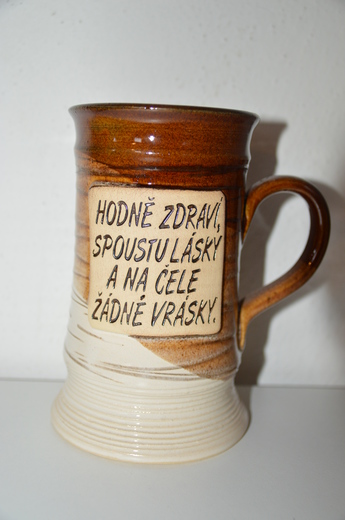 HODNĚ ZDRAVÍ,
SPOUSTU LÁSKY
A NA ČELE
ŽÁDNÉ VRÁSKY.